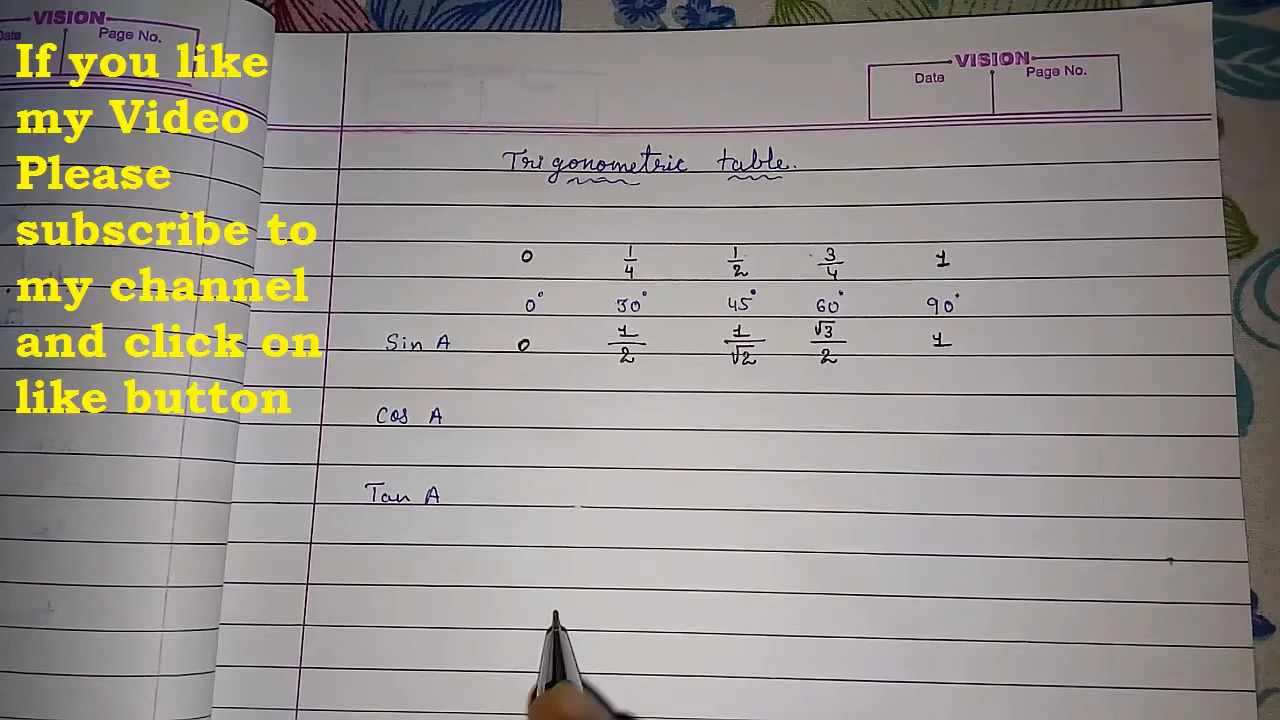 VISION
Date Page No.
If you like
my Video
Please
subscribe to
my channel
and click on
like button
VISION
Date Page No.
Trigonometric table.
0 1/4 1/2 3/4 1
0° 30° 45° 60° 90°
Sin A 0 1/2 1/√2 √3/2 1
Cos A
Tan A